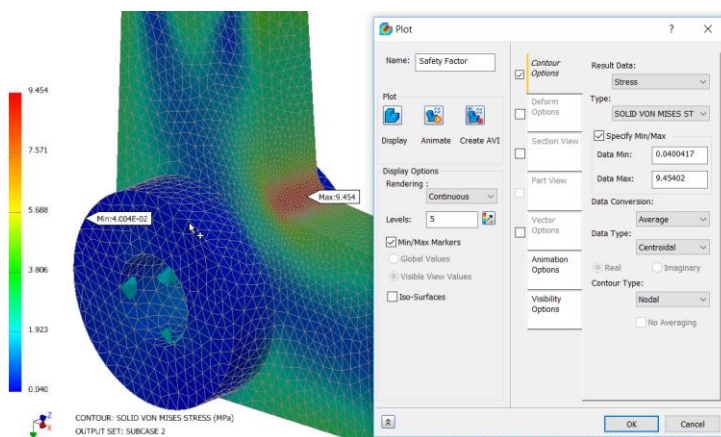 9.454
7.571
5.688
3.806
1.923
0.040
Min:4.004E-02
Max:9.454
Z
X
CONTOUR: SOLID VON MISES STRESS (MPa)
OUTPUT SET: SUBCASE 2
Plot
? X
Name: Safety Factor
Plot
Display Animate Create AVI
Display Options
Rendering :
Continuous
Levels: 5
Min/Max Markers
Global Values
Visible View Values
Iso-Surfaces
Contour Options
Deform Options
Section View
Part View
Vector Options
Animation Options
Visibility Options
Result Data:
Stress
Type:
SOLID VON MISES ST
Specify Min/Max
Data Min: 0.0400417
Data Max: 9.45402
Data Conversion:
Average
Data Type:
Centroidal
Real Imaginary
Contour Type:
Nodal
No Averaging
OK Cancel